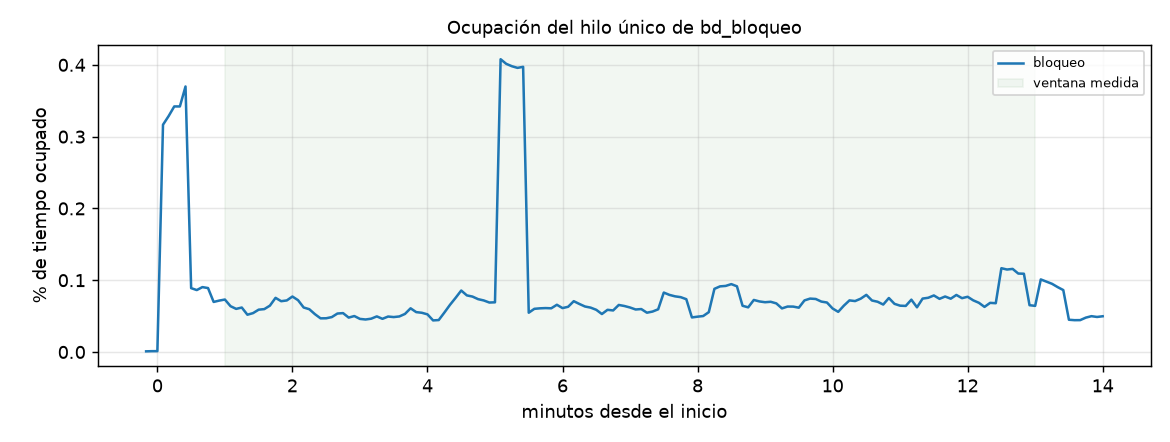 Ocupación del hilo único de bd_bloqueo
% de tiempo ocupado
0.4
0.3
0.2
0.1
0.0
bloqueo
ventana medida
0 2 4 6 8 10 12 14
minutos desde el inicio